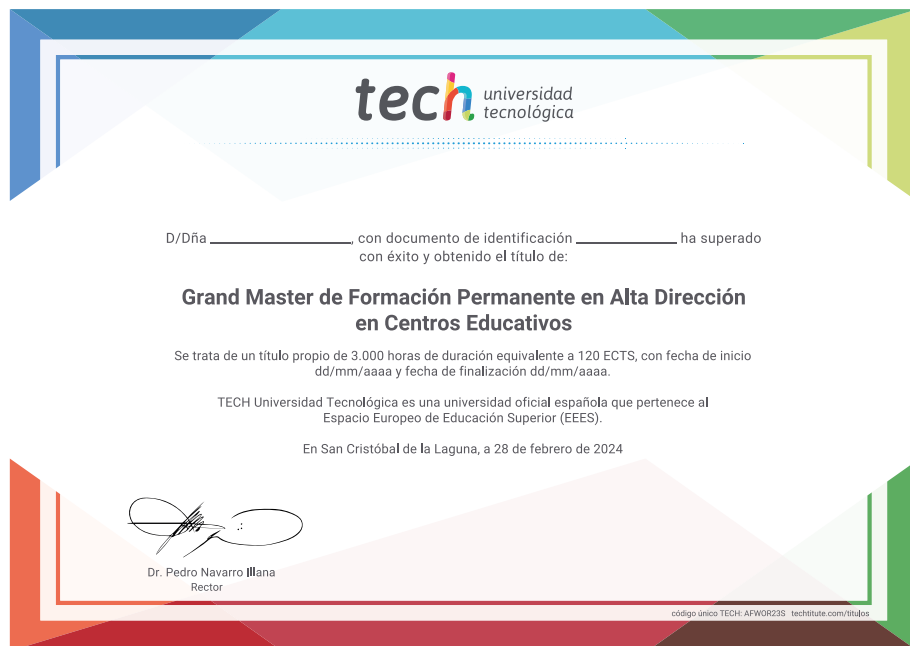 tech universidad
tecnológica
D/Dña ____________________, con documento de identificación ______________ ha superado
con éxito y obtenido el título de:
Grand Master de Formación Permanente en Alta Dirección
en Centros Educativos
Se trata de un título propio de 3.000 horas de duración equivalente a 120 ECTS, con fecha de inicio
dd/mm/aaaa y fecha de finalización dd/mm/aaaa.
TECH Universidad Tecnológica es una universidad oficial española que pertenece al
Espacio Europeo de Educación Superior (EEES).
En San Cristóbal de la Laguna, a 28 de febrero de 2024
Dr. Pedro Navarro Illana
Rector
código único TECH: AFWOR23S techtitute.com/titulos